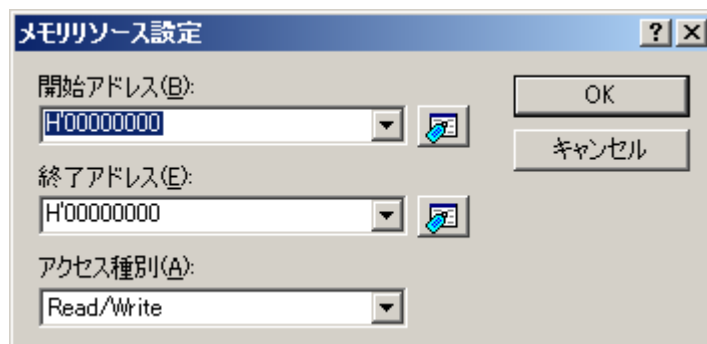 メモリリソース設定
開始アドレス(B):
H'00000000
終了アドレス(E):
H'00000000
アクセス種別(A):
Read/Write
OK
キャンセル